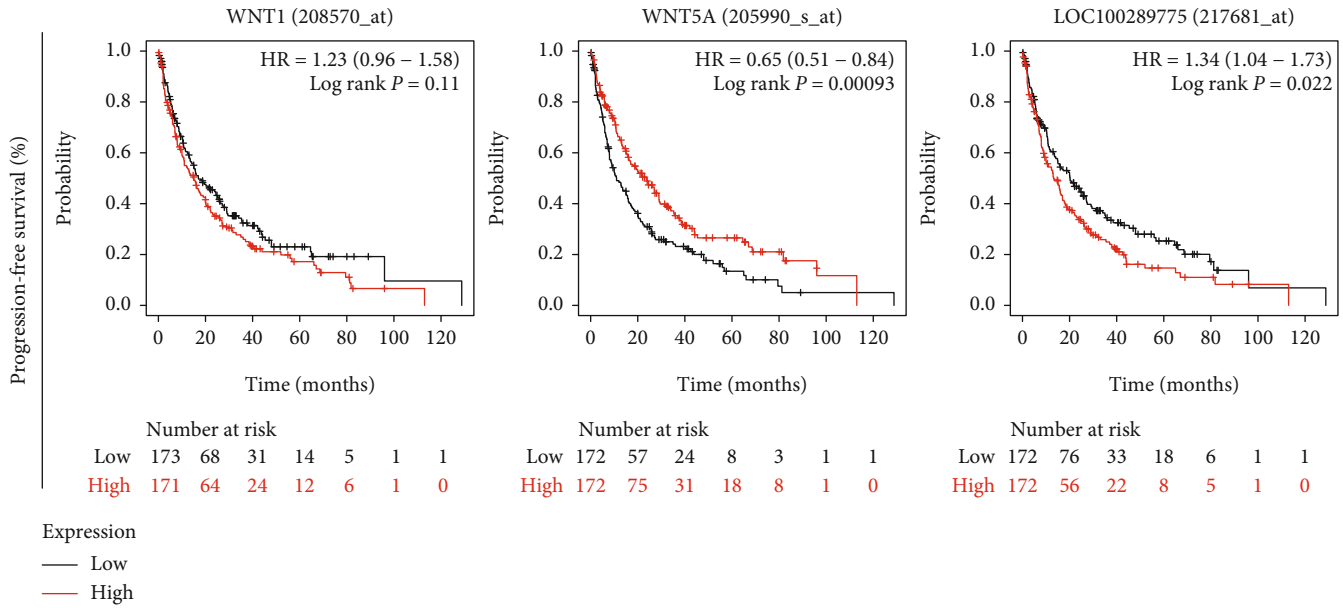 Progression-free survival (%)
WNT1 (208570_at)
HR = 1.23 (0.96 – 1.58)
Log rank P = 0.11
Probability
1.0
0.8
0.6
0.4
0.2
0.0
0 20 40 60 80 100 120
Time (months)
Number at risk
Low 173 68 31 14 5 1 1
High 171 64 24 12 6 1 0
WNT5A (205990_s_at)
HR = 0.65 (0.51 – 0.84)
Log rank P = 0.00093
Probability
1.0
0.8
0.6
0.4
0.2
0.0
0 20 40 60 80 100 120
Time (months)
Number at risk
Low 172 57 24 8 3 1 1
High 172 75 31 18 8 1 0
LOC100289775 (217681_at)
HR = 1.34 (1.04 – 1.73)
Log rank P = 0.022
Probability
1.0
0.8
0.6
0.4
0.2
0.0
0 20 40 60 80 100 120
Time (months)
Number at risk
Low 172 76 33 18 6 1 1
High 172 56 22 8 5 1 0
Expression
Low
High